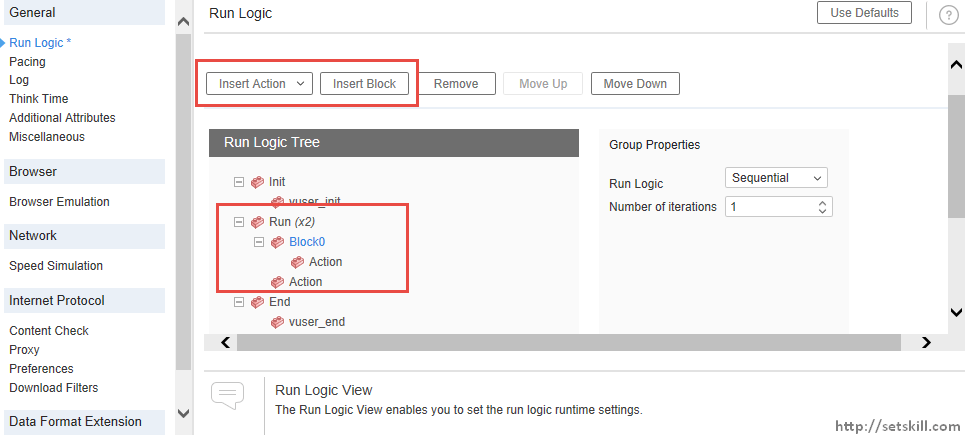 General
Run Logic *
Pacing
Log
Think Time
Additional Attributes
Miscellaneous
Browser
Browser Emulation
Network
Speed Simulation
Internet Protocol
Content Check
Proxy
Preferences
Download Filters
Data Format Extension
Run Logic
Use Defaults
?
Insert Action
Insert Block
Remove
Move Up
Move Down
Run Logic Tree
Init
vuser_init
Run (x2)
Block0
Action
Action
End
vuser_end
Group Properties
Run Logic
Sequential
Number of iterations
1
Run Logic View
The Run Logic View enables you to set the run logic runtime settings.
http://setskill.com